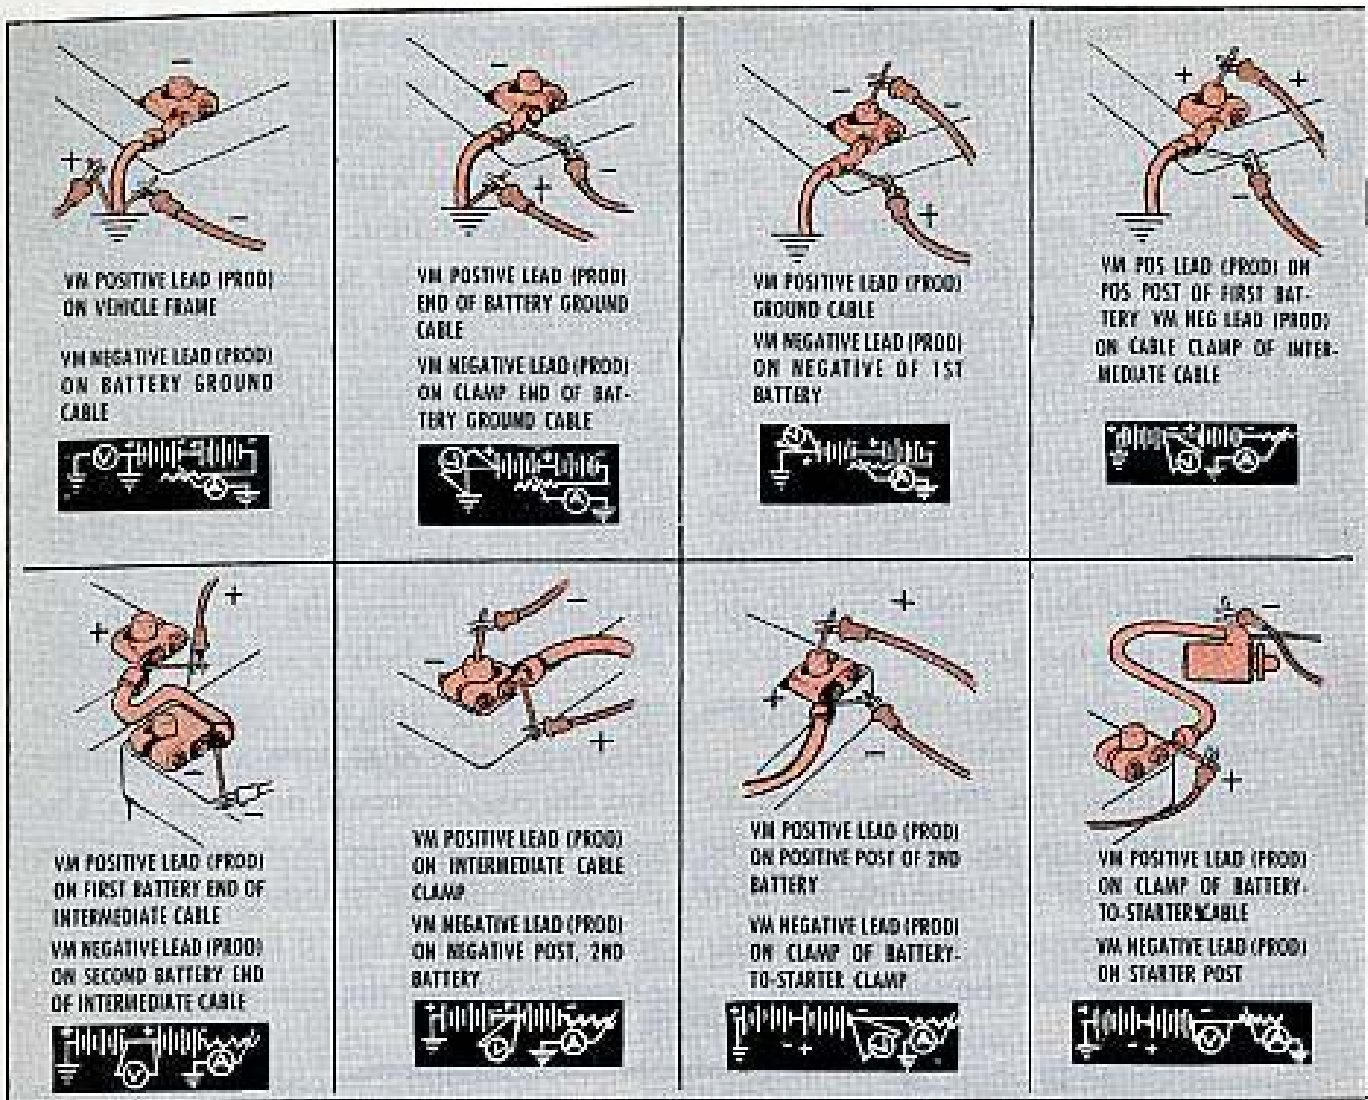 VM POSITIVE LEAD (PROD)
ON VEHICLE FRAME
VM NEGATIVE LEAD (PROD)
ON BATTERY GROUND
CABLE
VM POSTIVE LEAD (PROD)
END OF BATTERY GROUND
CABLE
VM NEGATIVE LEAD (PROD)
ON CLAMP END OF BAT-
TERY GROUND CABLE
VM POSITIVE LEAD (PROD)
GROUND CABLE
VM NEGATIVE LEAD (PROD)
ON NEGATIVE OF 1ST
BATTERY
VM POS LEAD (PROD) ON
POS POST OF FIRST BAT-
TERY VM NEG LEAD (PROD)
ON CABLE CLAMP OF INTER-
MEDIATE CABLE
VM POSITIVE LEAD (PROD)
ON FIRST BATTERY END OF
INTERMEDIATE CABLE
VM NEGATIVE LEAD (PROD)
ON SECOND BATTERY END
OF INTERMEDIATE CABLE
VM POSITIVE LEAD (PROD)
ON INTERMEDIATE CABLE
CLAMP
VM NEGATIVE LEAD (PROD)
ON NEGATIVE POST, 2ND
BATTERY
VM POSITIVE LEAD (PROD)
ON POSITIVE POST OF 2ND
BATTERY
VM NEGATIVE LEAD (PROD)
ON CLAMP OF BATTERY-
TO-STARTER CLAMP
VM POSITIVE LEAD (PROD)
ON CLAMP OF BATTERY-
TO-STARTERSCABLE
VM NEGATIVE LEAD (PROD)
ON STARTER POST